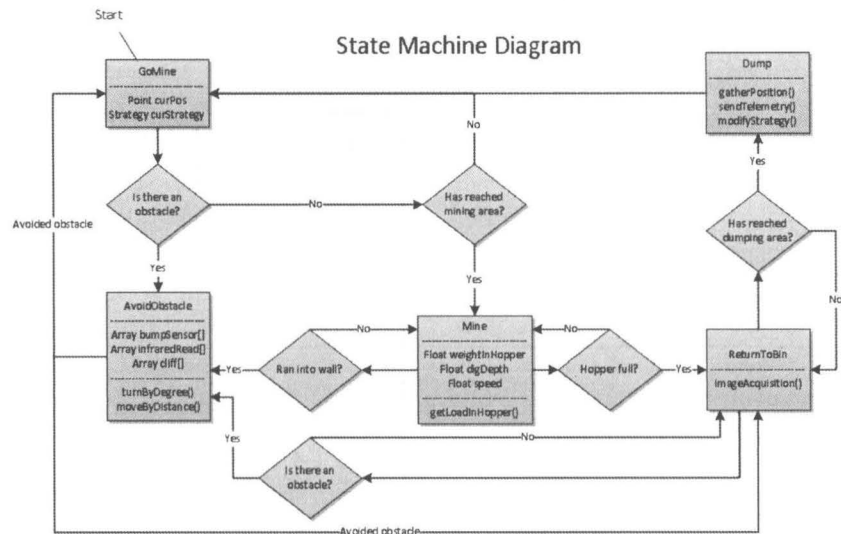 Start
State Machine Diagram
GoMine
Point curPos
Strategy curStrategy
Dump
gatherPosition()
sendTelemetry()
modifyStrategy()
No
Yes
Is there an
obstacle?
No
Has reached
mining area?
Has reached
dumping area?
Avoided obstacle
Yes
Yes
No
AvoidObstacle
Array bumpSensor[]
Array infraredRead[]
Array cliff[]
turnByDegree()
moveByDistance()
No
Yes
Ran into wall?
Mine
Float weightInHopper
Float digDepth
Float speed
getLoadInHopper()
No
Hopper full?
Yes
ReturnToBin
imageAcquisition()
Yes
No
Is there an
obstacle?
Avoided obstacle